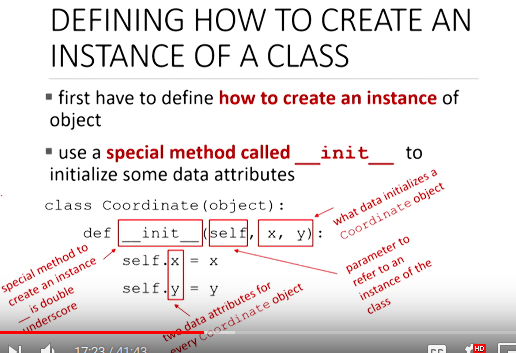 DEFINING HOW TO CREATE AN
INSTANCE OF A CLASS
▪ first have to define how to create an instance of
object
▪ use a special method called __init__ to
initialize some data attributes
class Coordinate(object):
def __init__(self, x, y):
self.x = x
self.y = y
what data initializes a
Coordinate object
special method to
create an instance
__ is double
underscore
parameter to
refer to an
instance of the
class
two data attributes for
every Coordinate object
17:23 / 41:43
CC
HD